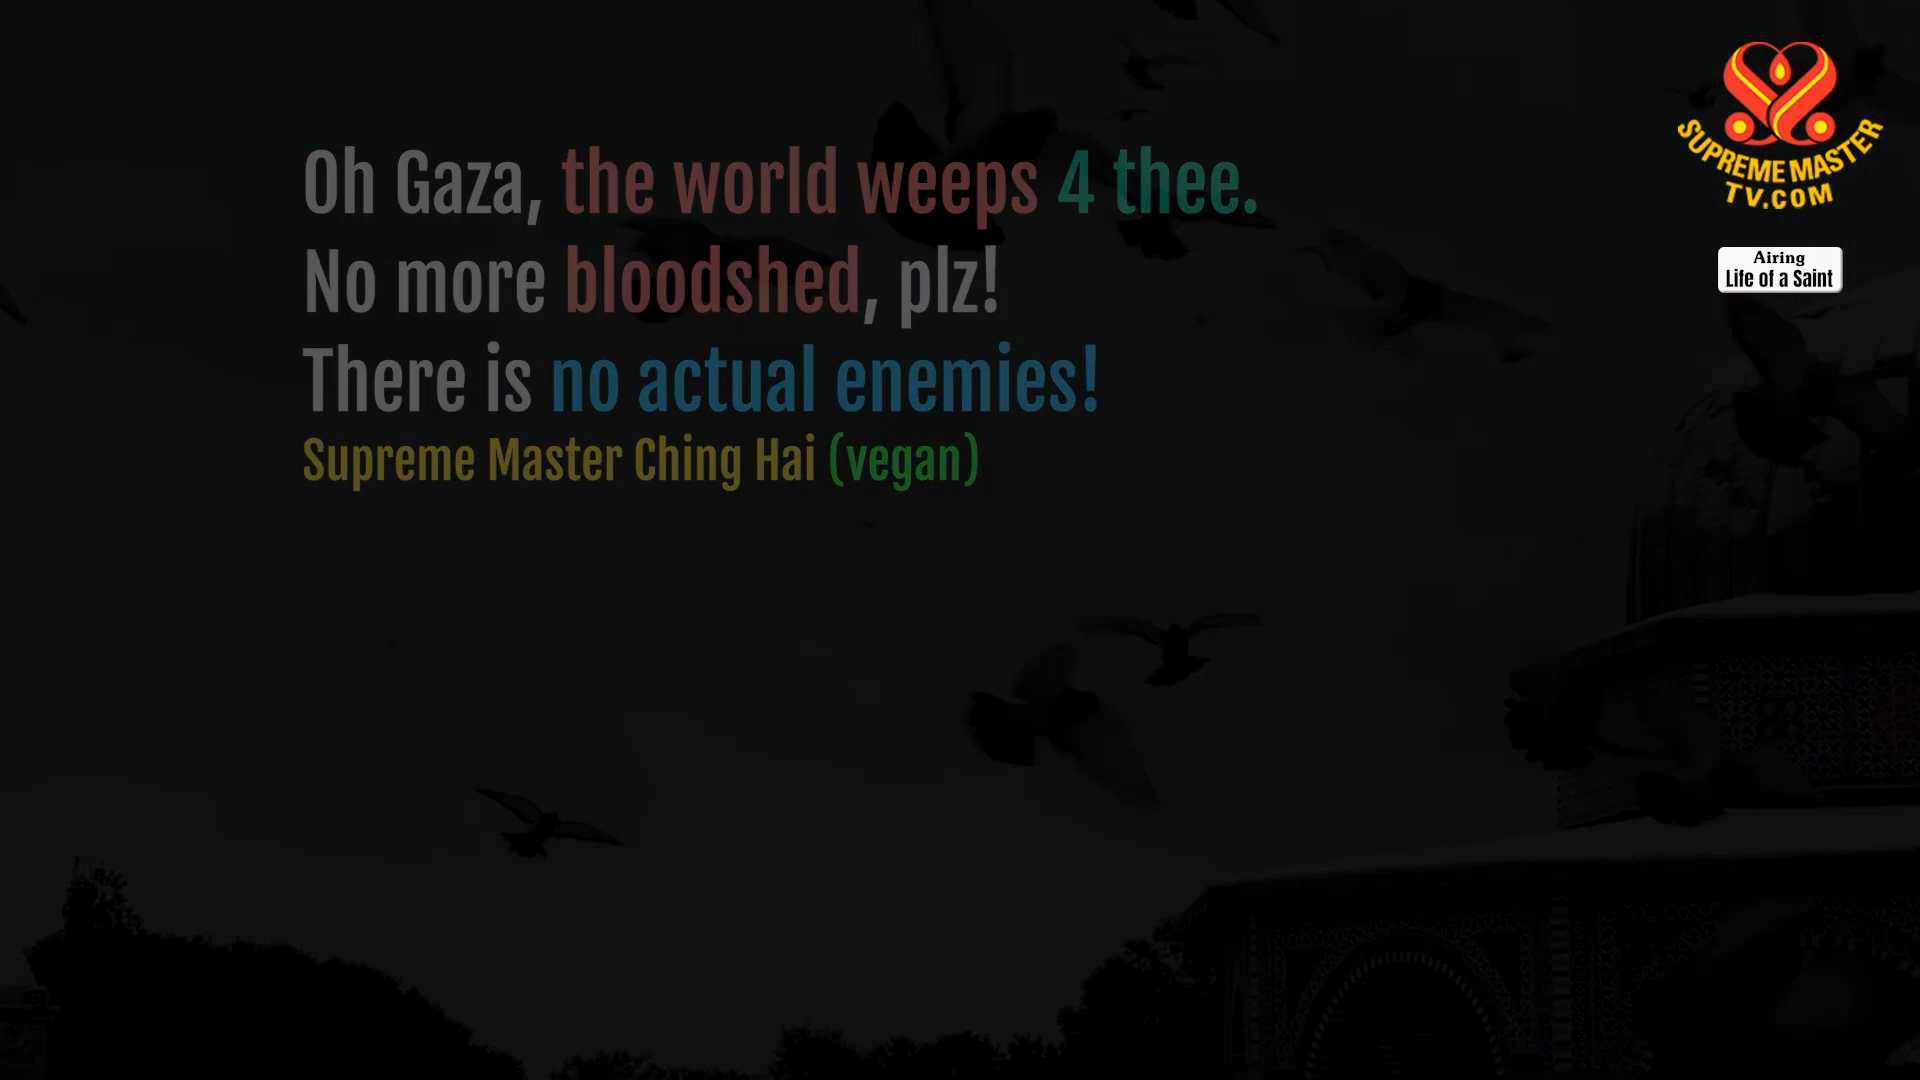 Oh Gaza, the world weeps 4 thee.
No more bloodshed, plz!
There is no actual enemies!
Supreme Master Ching Hai (vegan)
SUPREME MASTER
TV.COM
Airing
Life of a Saint